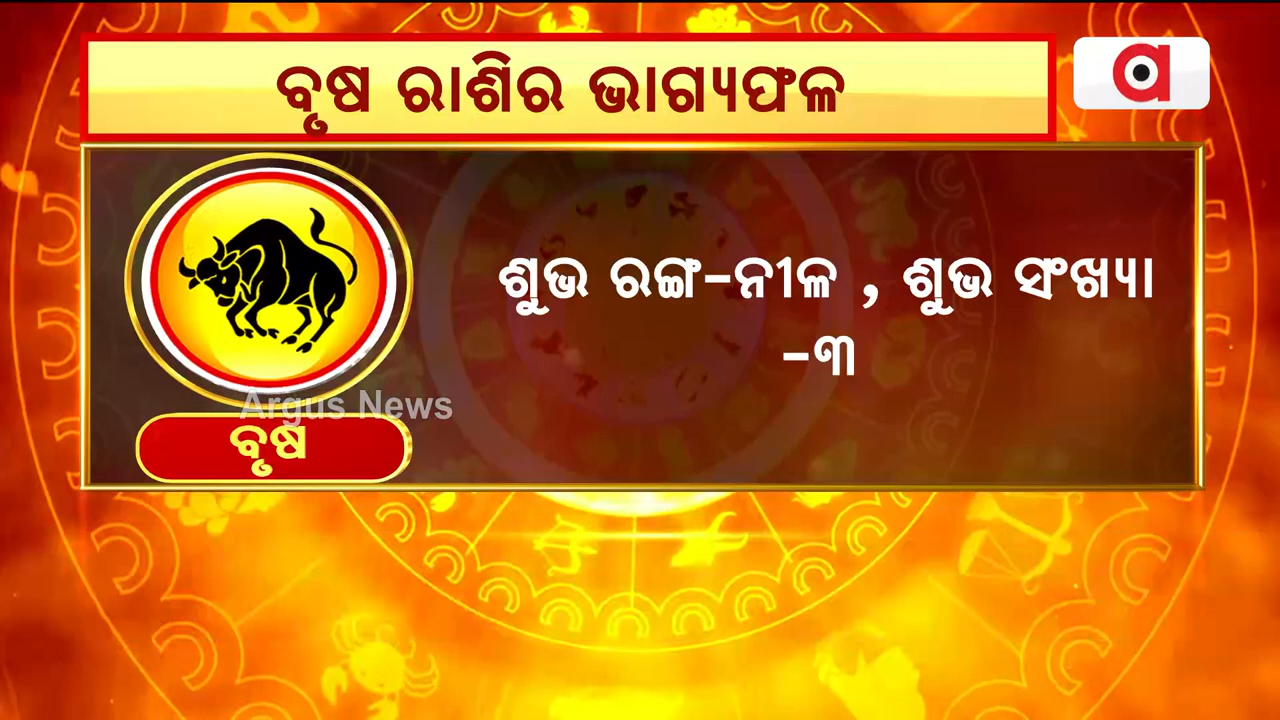 ବୃଷ ରାଶିର ଭାଗ୍ୟଫଳ
a
ଶୁଭ ରଙ୍ଗ-ନୀଳ , ଶୁଭ ସଂଖ୍ୟା
-୩
Argus News
ବୃଷ